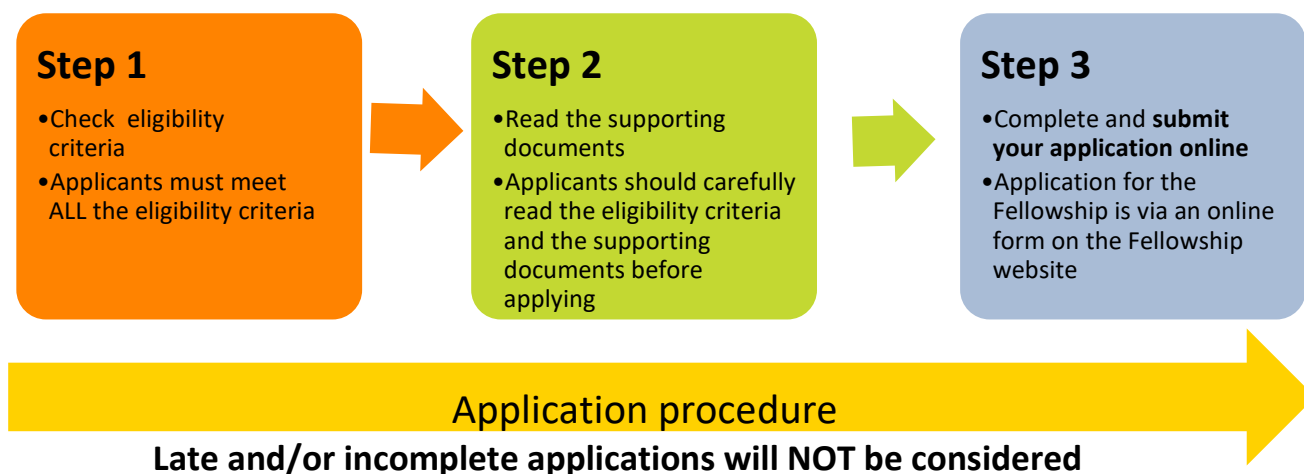 Step 1
•Check  eligibility
criteria
•Applicants must meet
ALL the eligibility criteria
Step 2
•Read the supporting
documents
•Applicants should carefully
read the eligibility criteria
and the supporting
documents before
applying
Step 3
•Complete and submit
your application online
•Application for the
Fellowship is via an online
form on the Fellowship
website
Application procedure
Late and/or incomplete applications will NOT be considered